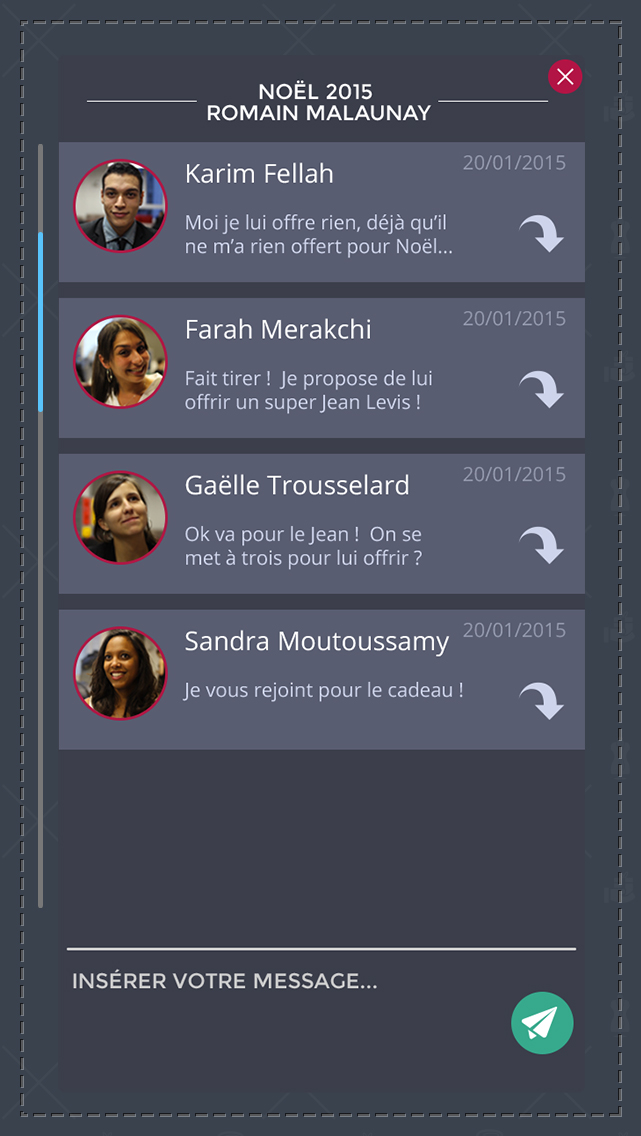 NOËL 2015
ROMAIN MALAUNAY
Karim Fellah
20/01/2015
Moi je lui offre rien, déjà qu'il
ne m'a rien offert pour Noël...
Farah Merakchi
20/01/2015
Fait tirer !  Je propose de lui
offrir un super Jean Levis !
Gaëlle Trousselard
20/01/2015
Ok va pour le Jean !  On se
met à trois pour lui offrir ?
Sandra Moutoussamy
20/01/2015
Je vous rejoint pour le cadeau !
INSÉRER VOTRE MESSAGE...